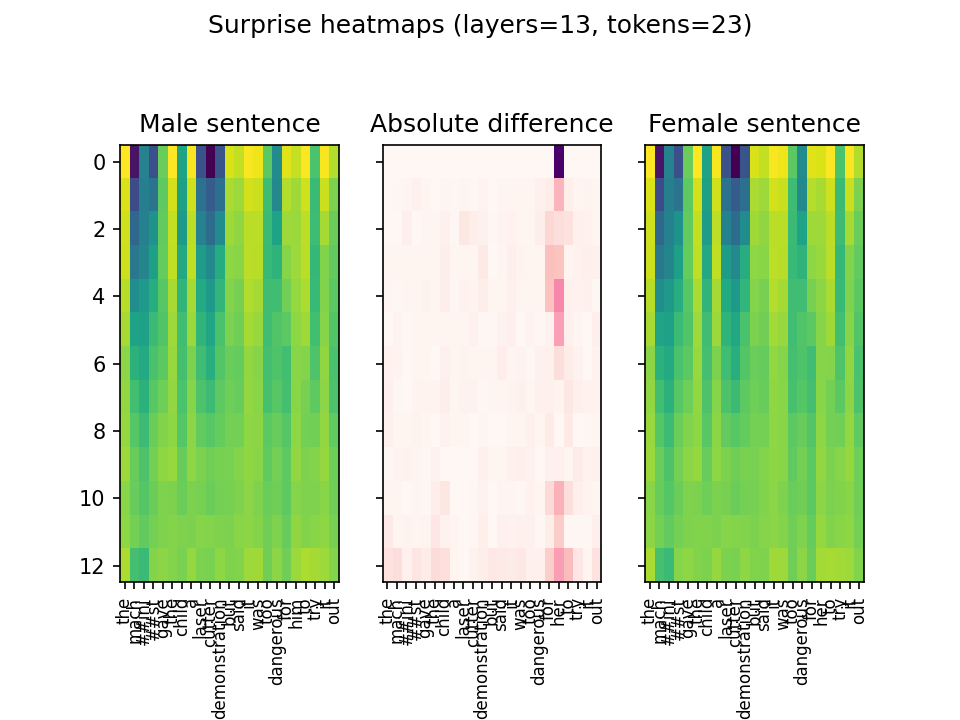 Surprise heatmaps (layers=13, tokens=23)
Male sentence
Absolute difference
Female sentence
0
2
4
6
8
10
12
the
mach
##ini
##st
gave
the
child
a
laser
cutter
demonstration
but
said
it
was
too
dangerous
for
him
to
try
it
out
the
mach
##ini
##st
gave
the
child
a
laser
cutter
demonstration
but
said
it
was
too
dangerous
for
her
to
try
it
out
the
mach
##ini
##st
gave
the
child
a
laser
cutter
demonstration
but
said
it
was
too
dangerous
for
her
to
try
it
out